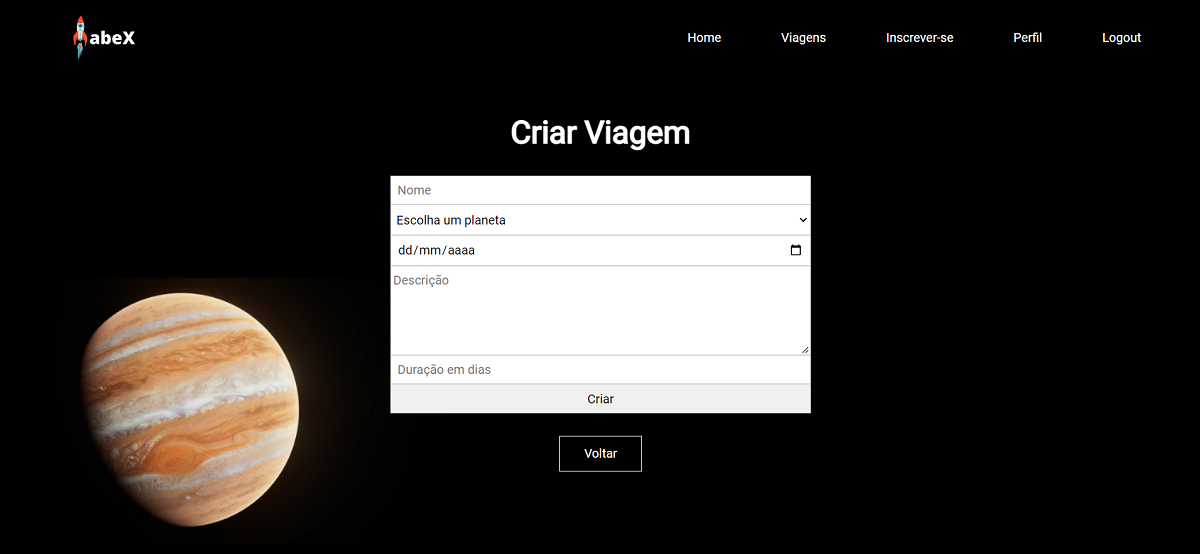 abeX
Home Viagens Inscrever-se Perfil Logout
Criar Viagem
Nome
Escolha um planeta
dd/mm/aaaa
Descrição
Duração em dias
Criar
Voltar